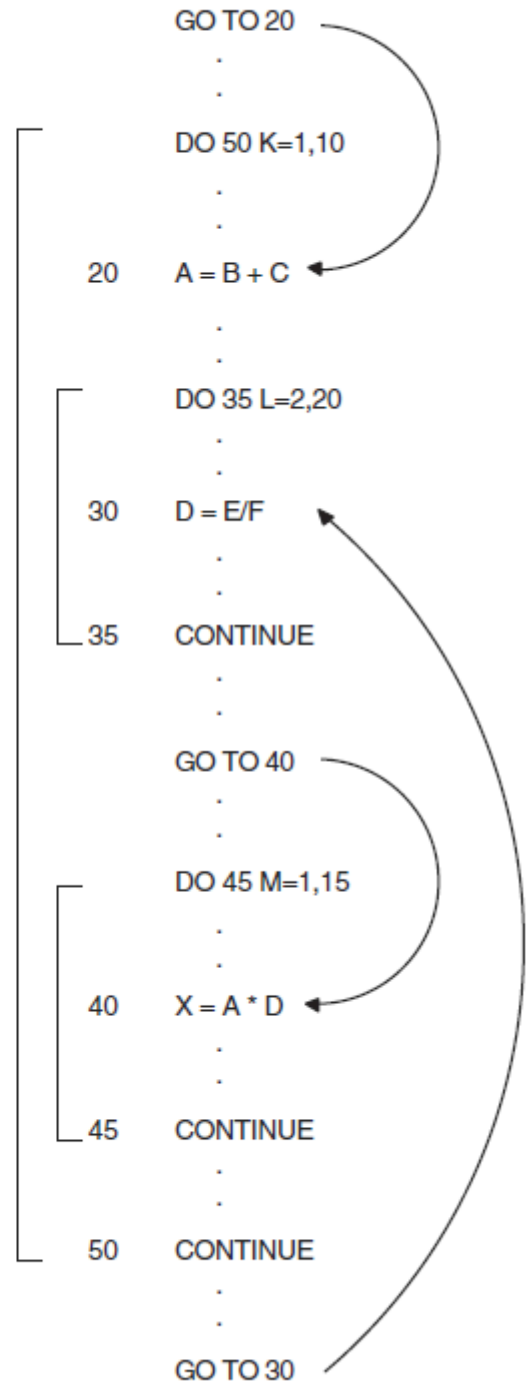 GO TO 20
.
.
DO 50 K=1,10
.
.
20 A = B + C
.
.
DO 35 L=2,20
.
.
30 D = E/F
.
.
35 CONTINUE
.
.
GO TO 40
.
.
DO 45 M=1,15
.
.
40 X = A * D
.
.
45 CONTINUE
.
.
50 CONTINUE
.
.
GO TO 30